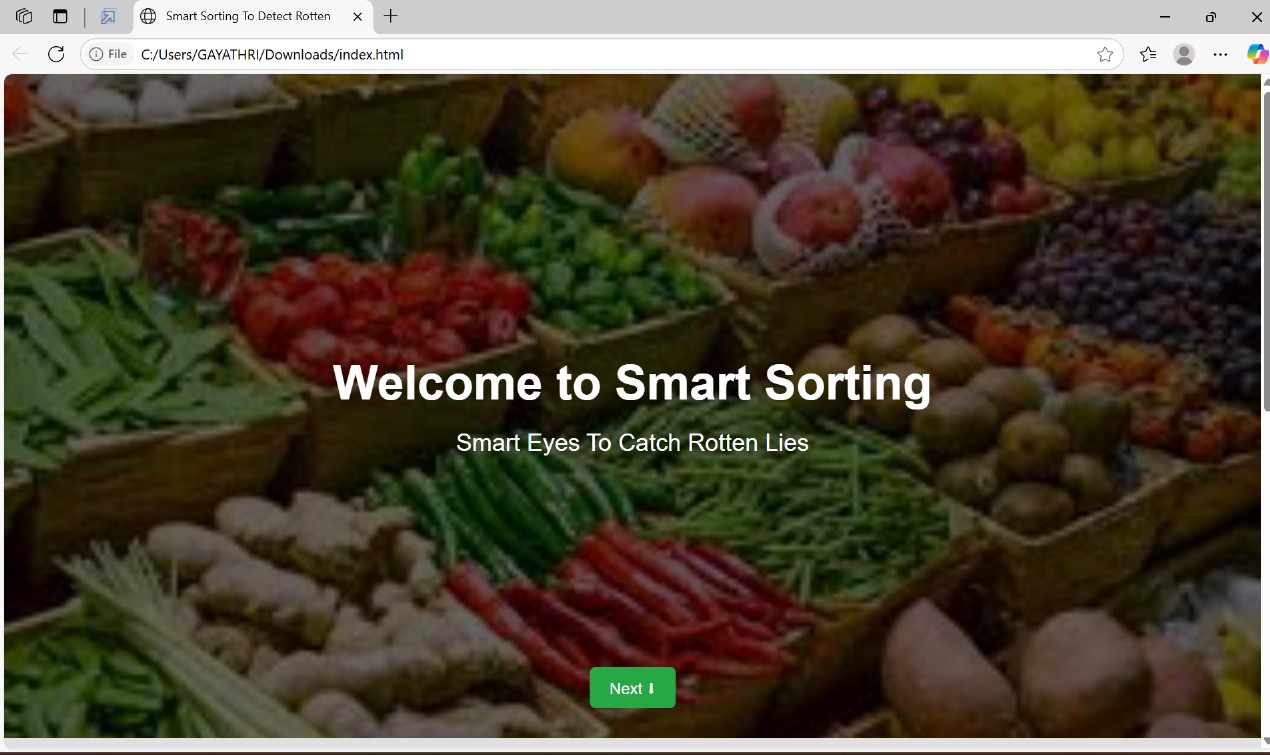 Smart Sorting To Detect Rotten
File C:/Users/GAYATHRI/Downloads/index.html
Welcome to Smart Sorting
Smart Eyes To Catch Rotten Lies
Next ⬇